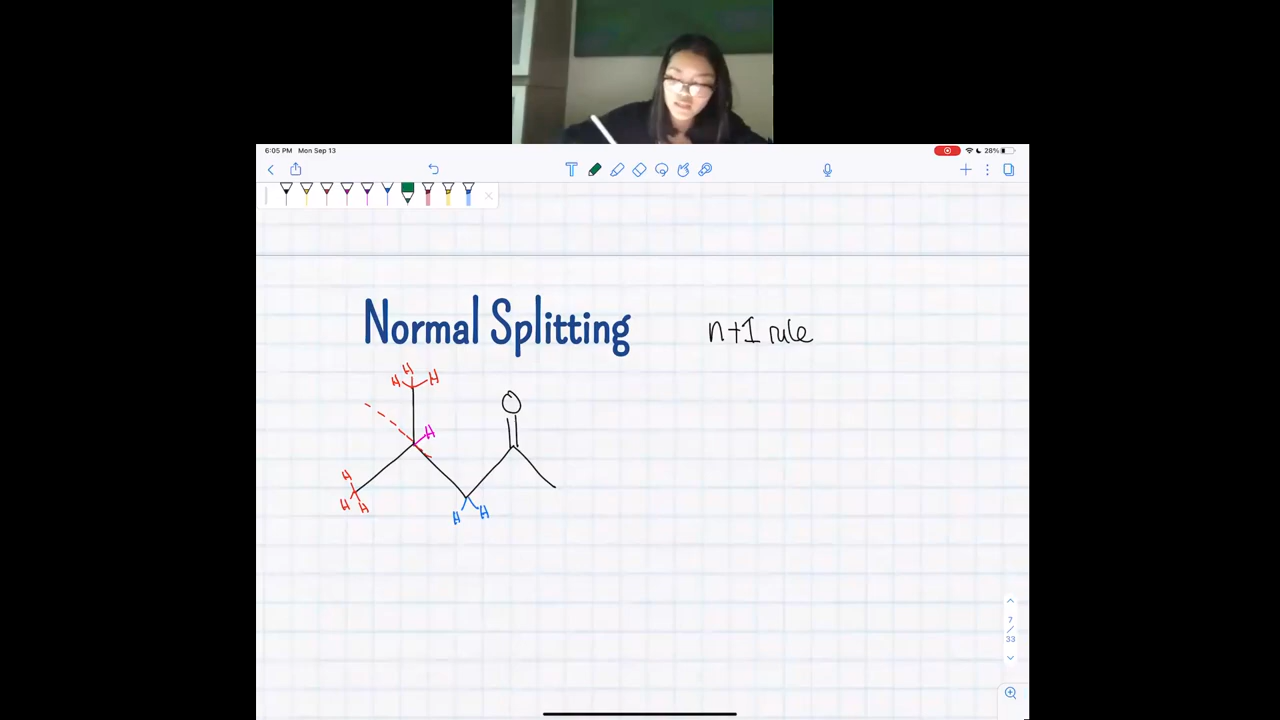 6:05 PM Mon Sep 13
28%
T
Normal Splitting
n+1 rule
H
H H
H
O
H
H H
H H
7
/
33